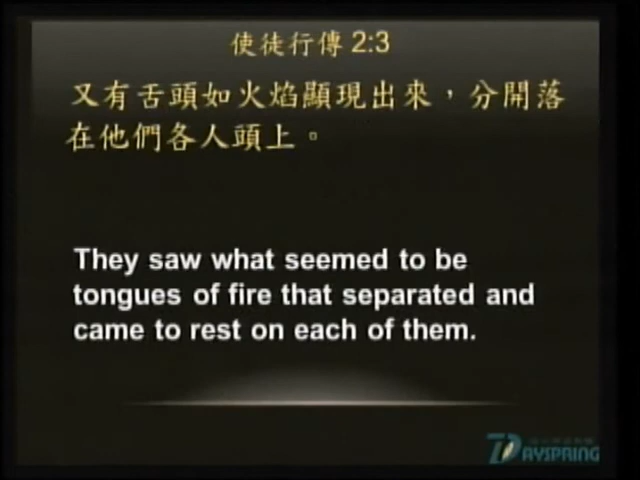 使徒行傳 2:3
又有舌頭如火焰顯現出來，分開落
在他們各人頭上。
They saw what seemed to be
tongues of fire that separated and
came to rest on each of them.
DAYSPRING